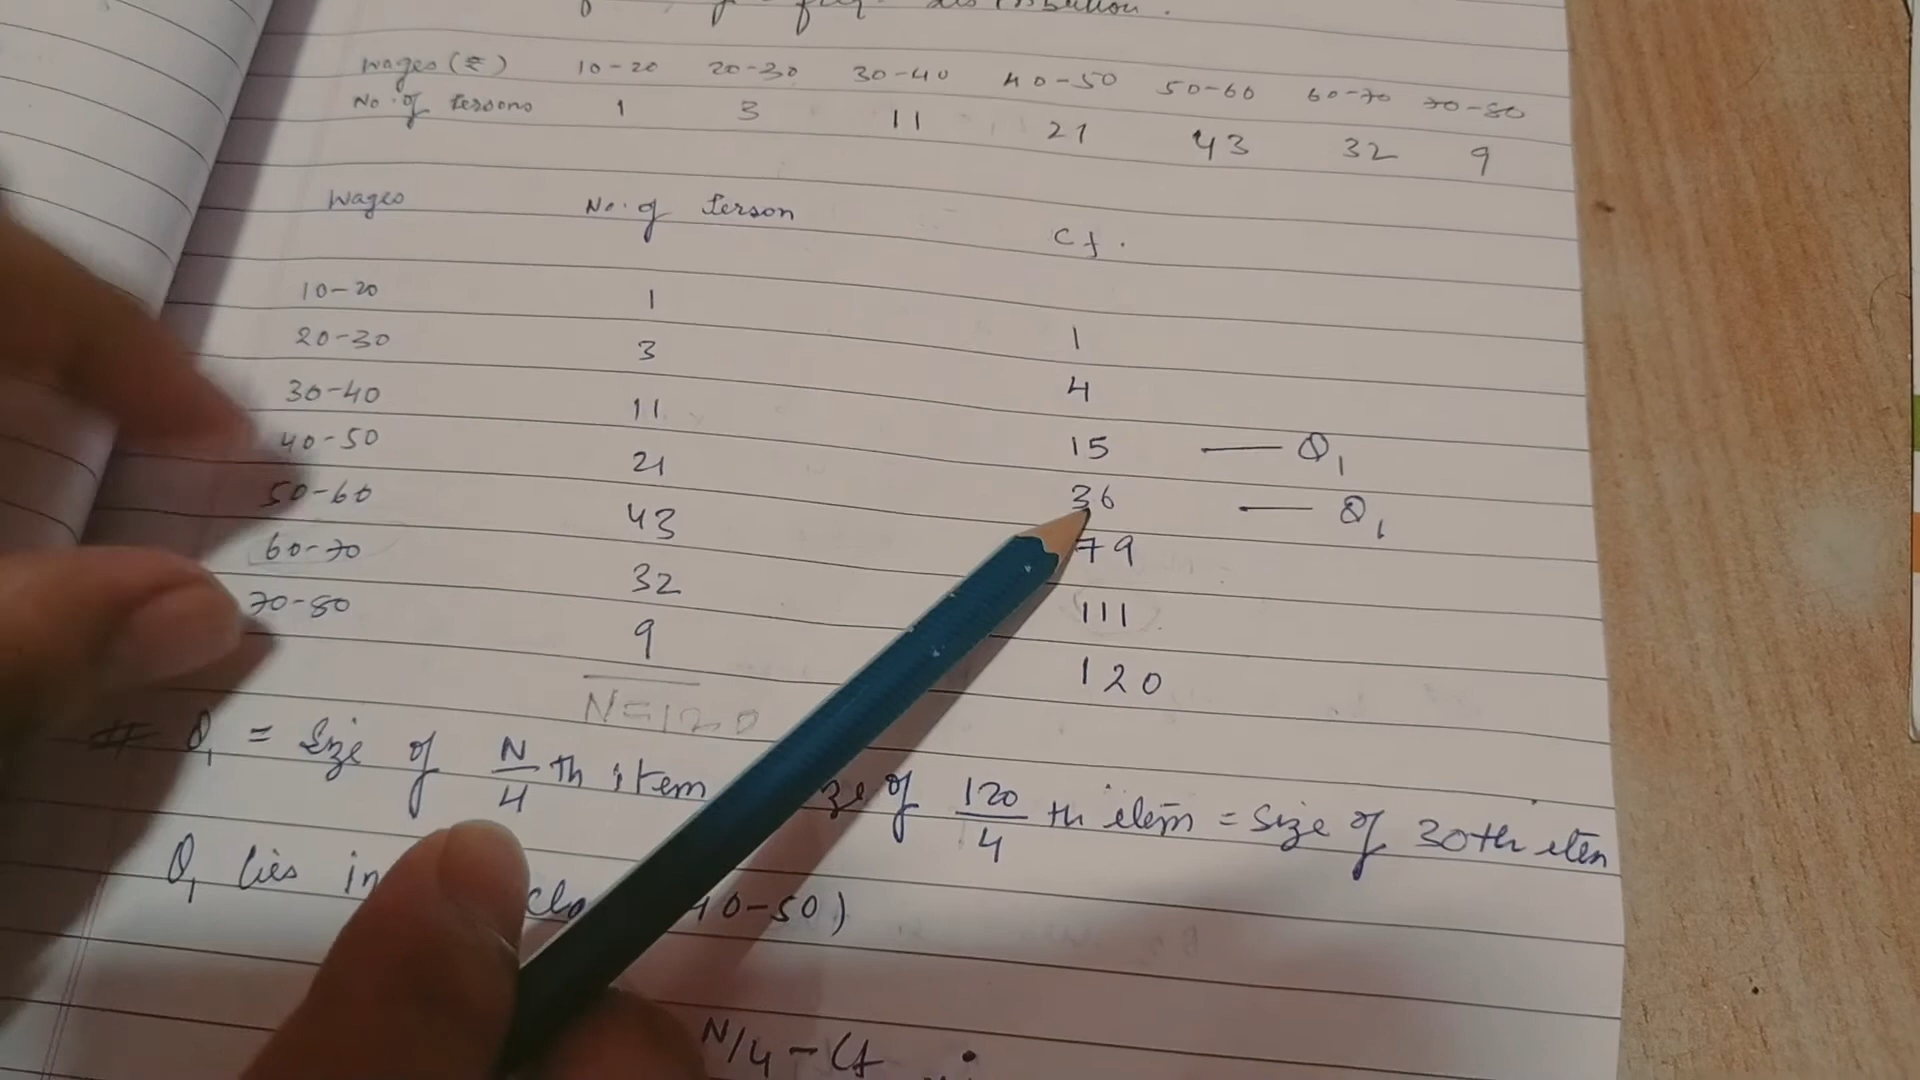 distribution.
Wages (₹) 10-20 20-30 30-40 40-50 50-60 60-70 70-80
No. of Persons 1 3 11 21 43 32 9
Wages No. of Person Cf.
10-20 1 1
20-30 3 4
30-40 11 15 — Q1
40-50 21 36 — Q1
50-60 43 79
60-70 32 111
70-80 9 120
N=120
# Q1 = Size of N/4 th item of 120/4 th item = Size of 30th item
Q1 lies in 40-50)
N/4 - Cf